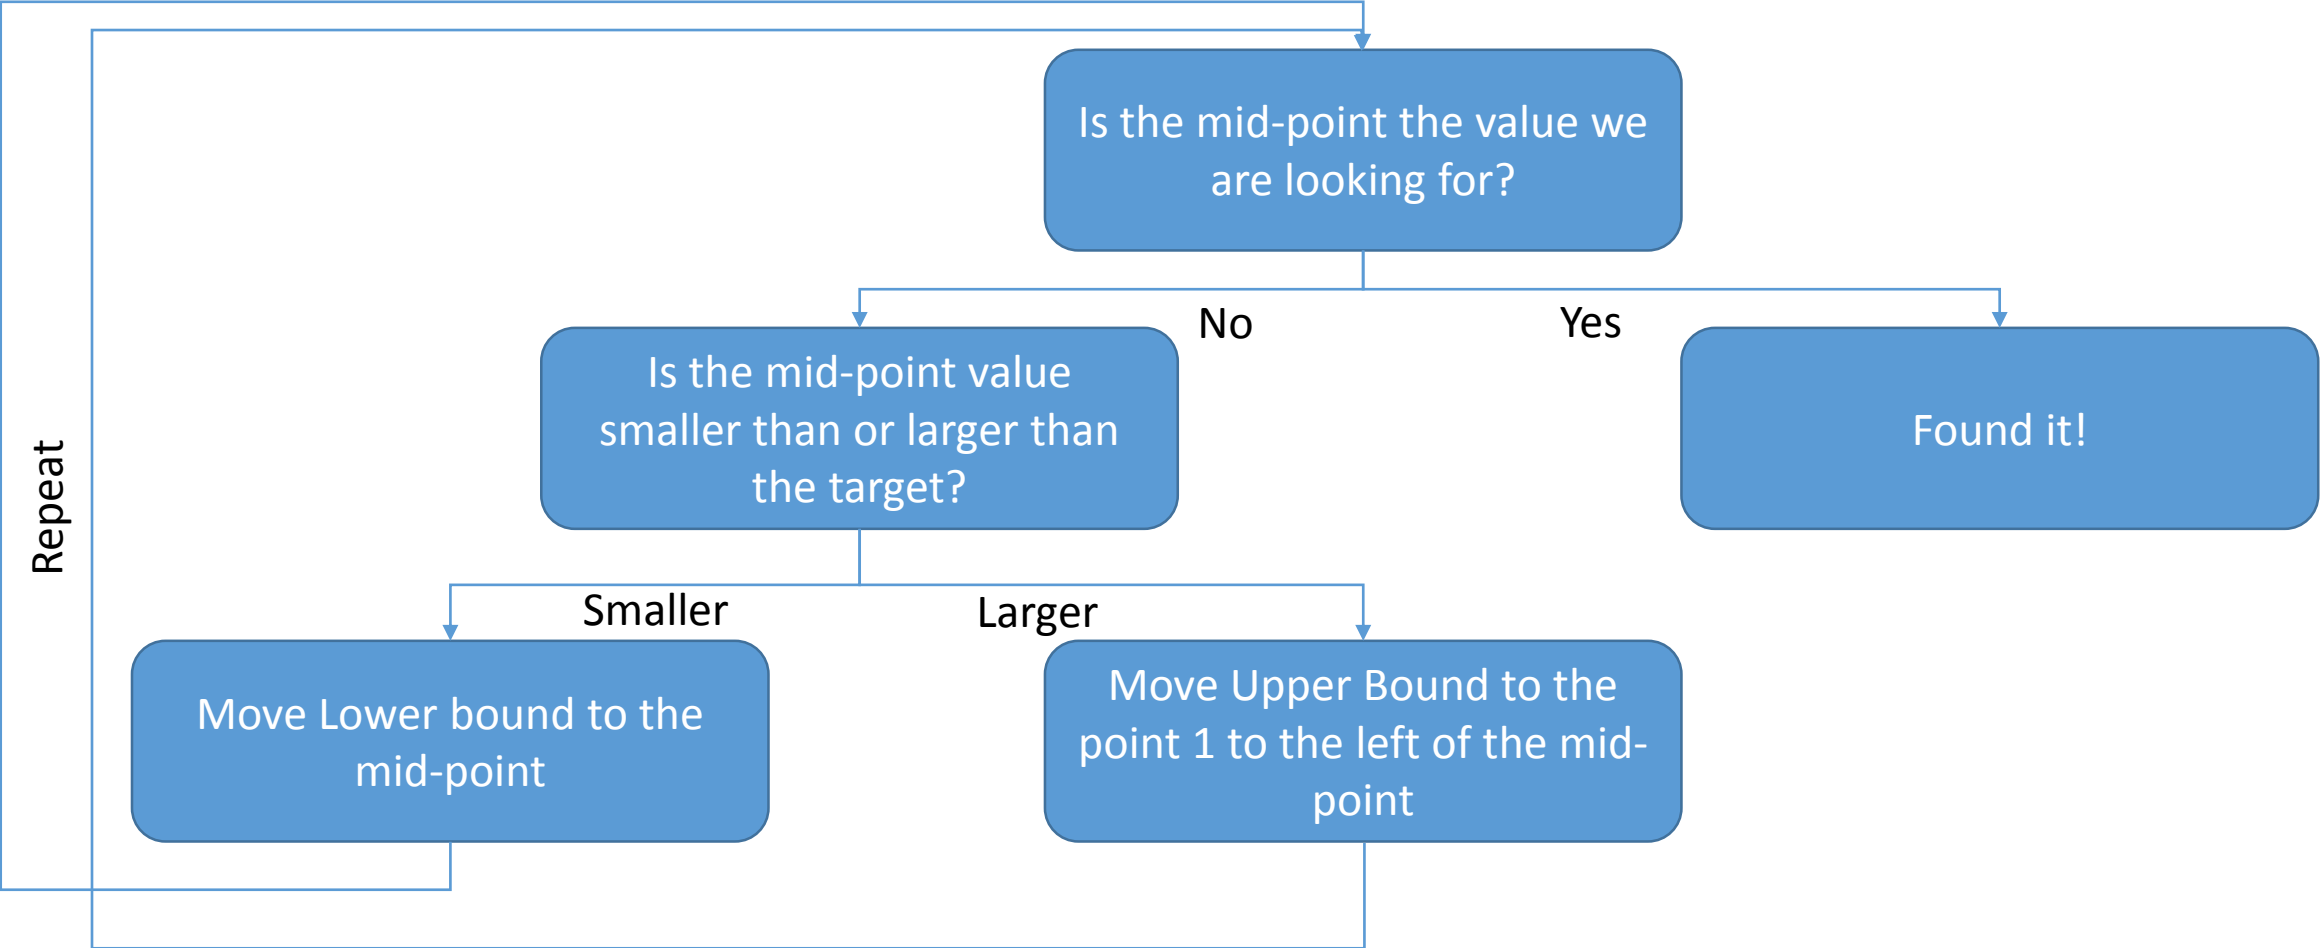 Is the mid-point the value we
are looking for?
No
Yes
Is the mid-point value
smaller than or larger than
the target?
Found it!
Repeat
Smaller
Larger
Move Lower bound to the
mid-point
Move Upper Bound to the
point 1 to the left of the mid-
point